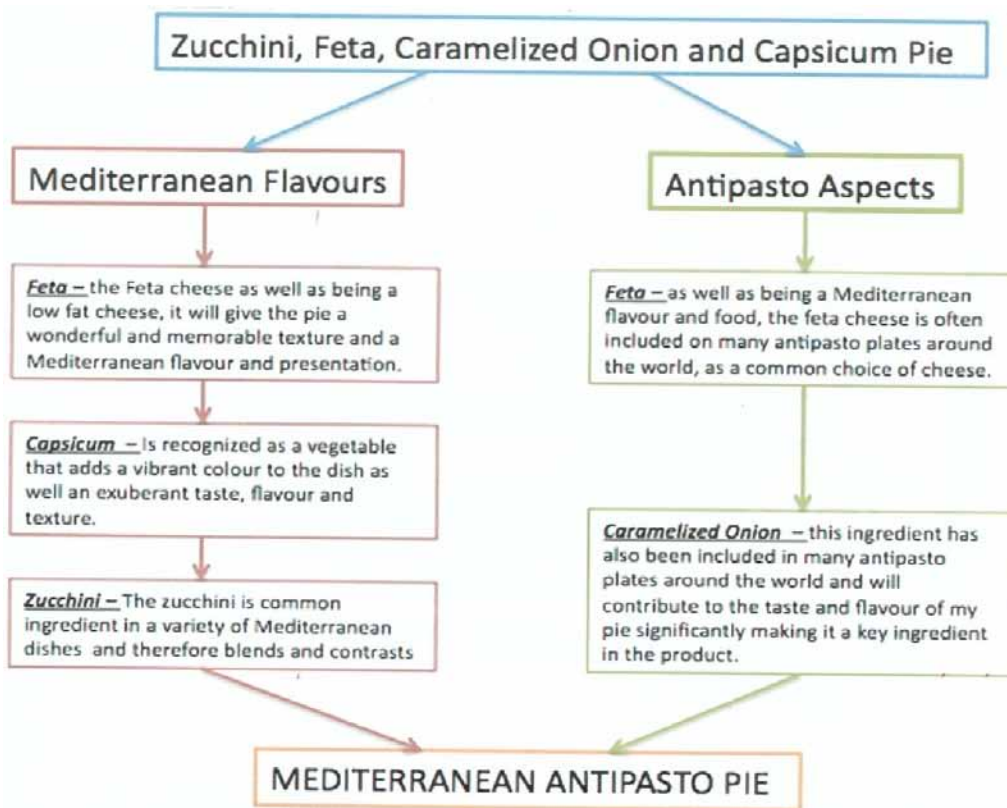 Zucchini, Feta, Caramelized Onion and Capsicum Pie
Mediterranean Flavours
Feta – the Feta cheese as well as being a
low fat cheese, it will give the pie a
wonderful and memorable texture and a
Mediterranean flavour and presentation.
Capsicum – Is recognized as a vegetable
that adds a vibrant colour to the dish as
well an exuberant taste, flavour and
texture.
Zucchini – The zucchini is common
ingredient in a variety of Mediterranean
dishes and therefore blends and contrasts
Antipasto Aspects
Feta – as well as being a Mediterranean
flavour and food, the feta cheese is often
included on many antipasto plates around
the world, as a common choice of cheese.
Caramelized Onion – this ingredient has
also been included in many antipasto
plates around the world and will
contribute to the taste and flavour of my
pie significantly making it a key ingredient
in the product.
MEDITERRANEAN ANTIPASTO PIE